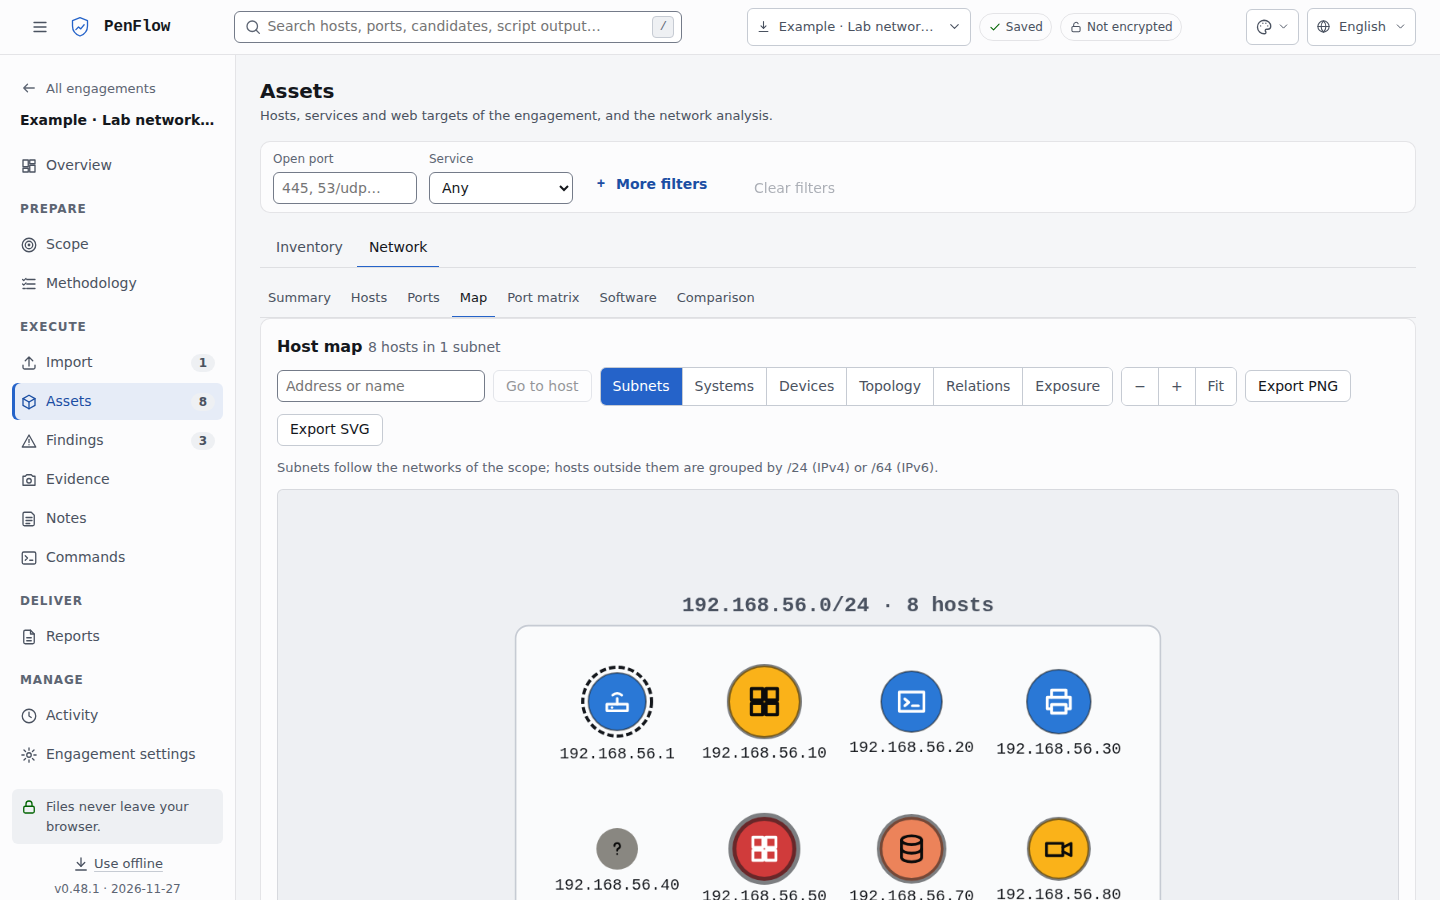 PenFlow
Search hosts, ports, candidates, script output…
/
Example · Lab networ…
Saved
Not encrypted
English
All engagements
Example · Lab network…
Overview
PREPARE
Scope
Methodology
EXECUTE
Import 1
Assets 8
Findings 3
Evidence
Notes
Commands
DELIVER
Reports
MANAGE
Activity
Engagement settings
Files never leave your
browser.
Use offline
v0.48.1 · 2026-11-27
Assets
Hosts, services and web targets of the engagement, and the network analysis.
Open port
Service
445, 53/udp…
Any
+ More filters
Clear filters
Inventory Network
Summary Hosts Ports Map Port matrix Software Comparison
Host map 8 hosts in 1 subnet
Address or name
Go to host
Subnets Systems Devices Topology Relations Exposure
− + Fit
Export PNG
Export SVG
Subnets follow the networks of the scope; hosts outside them are grouped by /24 (IPv4) or /64 (IPv6).
192.168.56.0/24 · 8 hosts
192.168.56.1 192.168.56.10 192.168.56.20 192.168.56.30
?
192.168.56.40 192.168.56.50 192.168.56.70 192.168.56.80